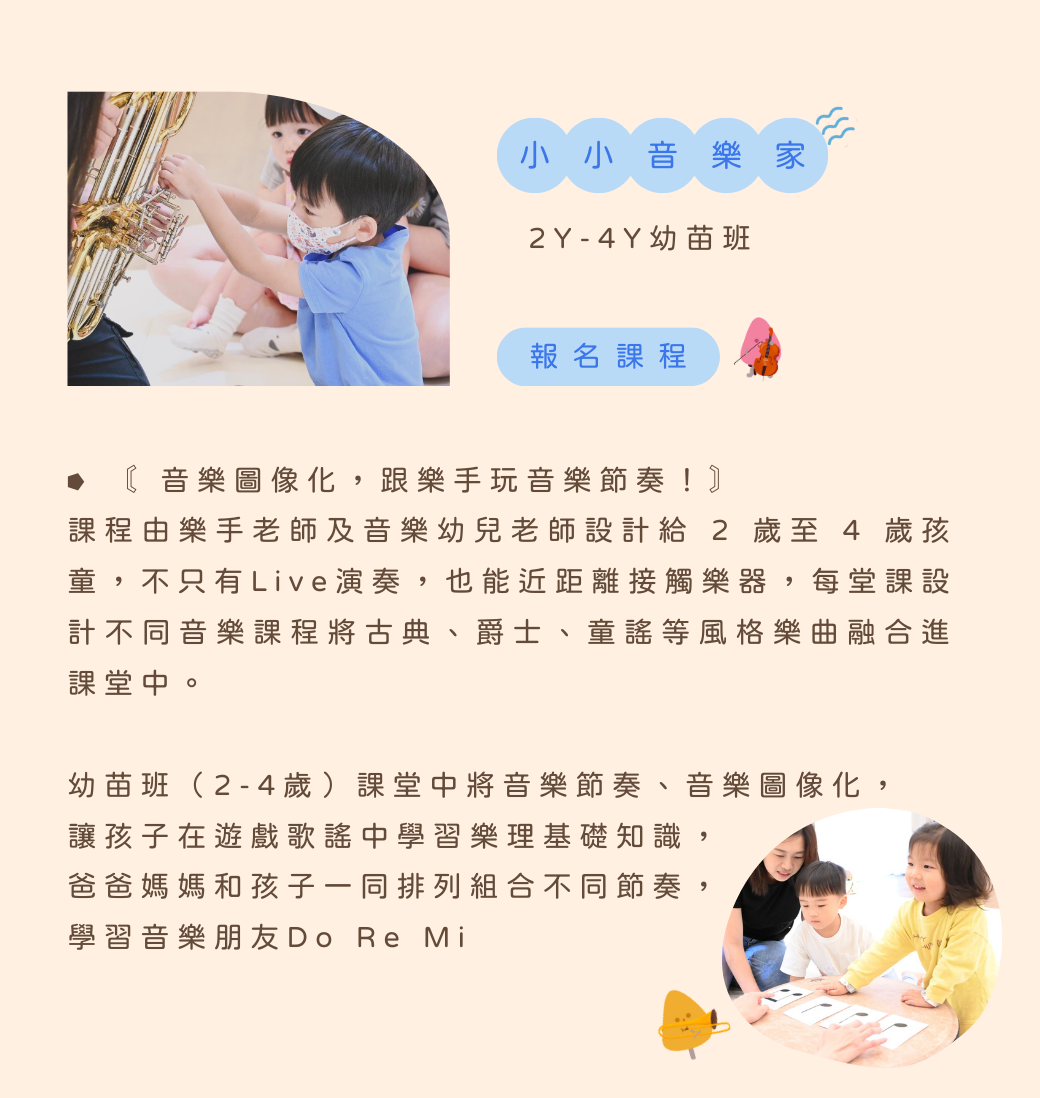 小小音樂家
2Y-4Y幼苗班
報名課程
〖 音樂圖像化，跟樂手玩音樂節奏！〗
課程由樂手老師及音樂幼兒老師設計給 2 歲至 4 歲孩
童，不只有Live演奏，也能近距離接觸樂器，每堂課設
計不同音樂課程將古典、爵士、童謠等風格樂曲融合進
課堂中。
幼苗班（2-4歲）課堂中將音樂節奏、音樂圖像化，
讓孩子在遊戲歌謠中學習樂理基礎知識，
爸爸媽媽和孩子一同排列組合不同節奏，
學習音樂朋友Do Re Mi